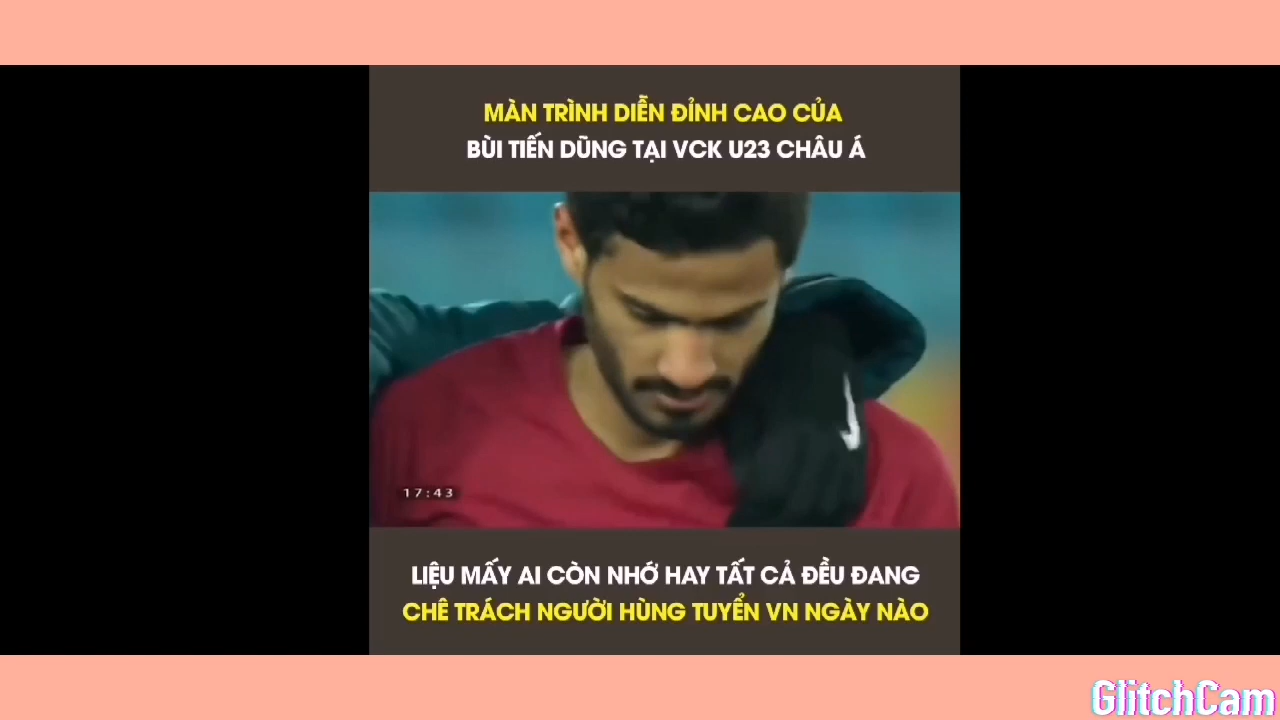 MÀN TRÌNH DIỄN ĐỈNH CAO CỦA
BÙI TIẾN DŨNG TẠI VCK U23 CHÂU Á
17:43
LIỆU MẤY AI CÒN NHỚ HAY TẤT CẢ ĐỀU ĐANG
CHÊ TRÁCH NGƯỜI HÙNG TUYỂN VN NGÀY NÀO
GlitchCam